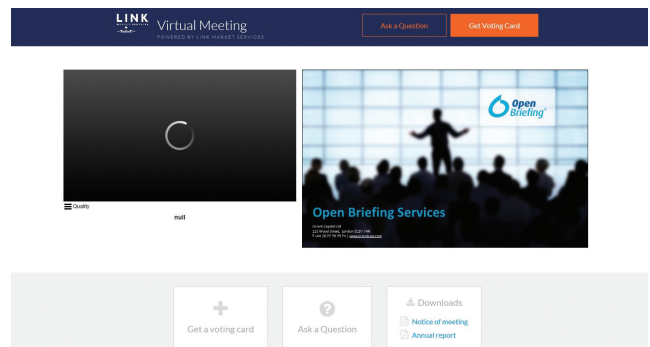 LINK
Virtual Meeting
POWERED BY LINK MARKET SERVICES
Ask a Question
Get Voting Card
Open
Briefing
Quality
null
Open Briefing Services
Get a voting card
Ask a Question
Downloads
Notice of meeting
Annual report